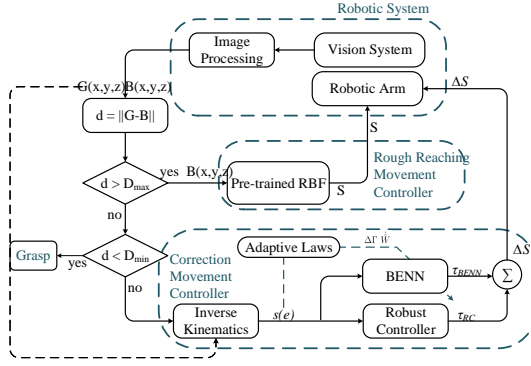 Robotic System
Image
Processing
Vision System
Robotic Arm
ΔS
G(x,y,z)
B(x,y,z)
d = ||G-B||
S
Rough Reaching
Movement
Controller
d > Dmax
yes
B(x,y,z)
Pre-trained RBF
S
no
Grasp
yes
d < Dmin
no
Correction
Movement
Controller
Adaptive Laws
ΔΓ Ẇ
BENN
τBENN
ΔS
Σ
Inverse
Kinematics
s(e)
Robust
Controller
τRC